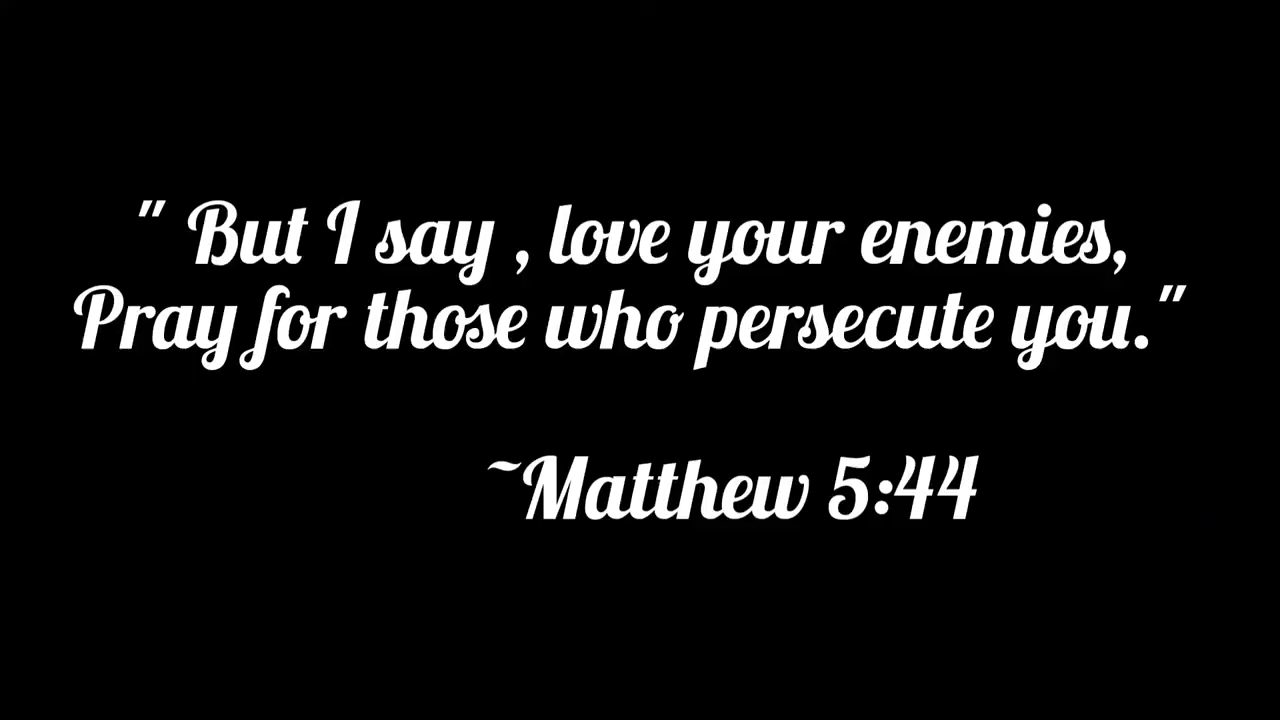 " But I say , love your enemies,
Pray for those who persecute you."
~Matthew 5:44